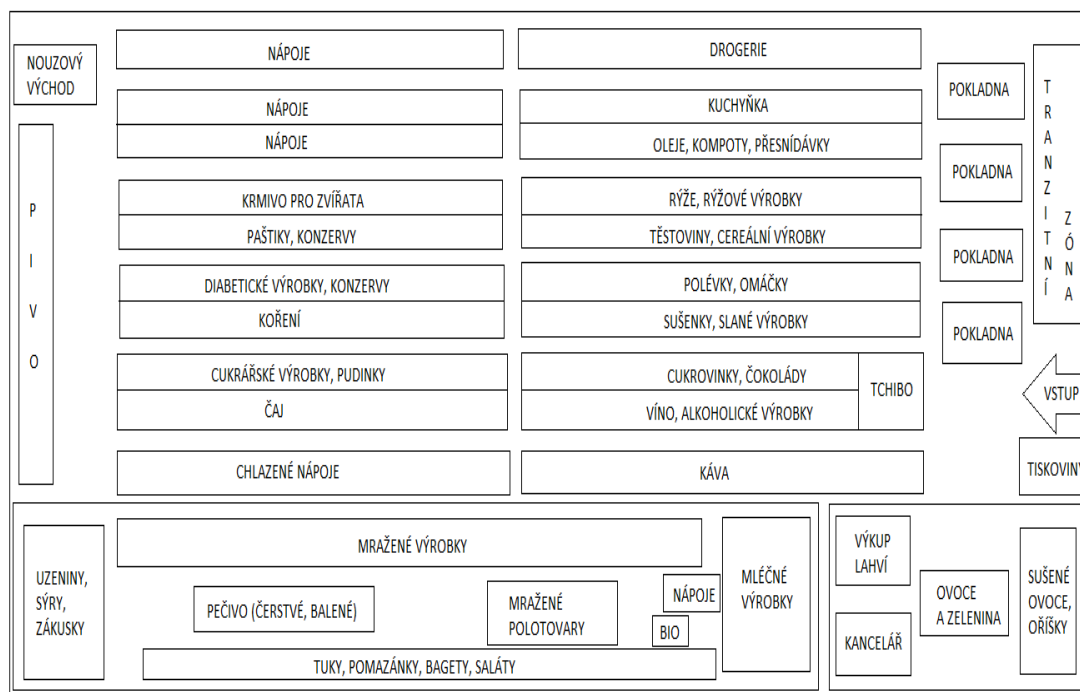 NOUZOVÝ
VÝCHOD
NÁPOJE
DROGERIE
POKLADNA
TRANZITNÍ
ZÓNA
NÁPOJE
KUCHYŇKA
NÁPOJE
OLEJE, KOMPOTY, PŘESNÍDÁVKY
POKLADNA
PIVO
KRMIVO PRO ZVÍŘATA
RÝŽE, RÝŽOVÉ VÝROBKY
PAŠTIKY, KONZERVY
TĚSTOVINY, CEREÁLNÍ VÝROBKY
POKLADNA
DIABETICKÉ VÝROBKY, KONZERVY
POLÉVKY, OMÁČKY
KOŘENÍ
SUŠENKY, SLANÉ VÝROBKY
POKLADNA
CUKRÁŘSKÉ VÝROBKY, PUDINKY
CUKROVINKY, ČOKOLÁDY
TCHIBO
VSTUP
ČAJ
VÍNO, ALKOHOLICKÉ VÝROBKY
CHLAZENÉ NÁPOJE
KÁVA
TISKOVINY
UZENINY,
SÝRY,
ZÁKUSKY
MRAŽENÉ VÝROBKY
PEČIVO (ČERSTVÉ, BALENÉ)
MRAŽENÉ
POLOTOVARY
NÁPOJE
BIO
MLÉČNÉ
VÝROBKY
TUKY, POMAZÁNKY, BAGETY, SALÁTY
VÝKUP
LAHVÍ
KANCELÁŘ
OVOCE
A ZELENINA
SUŠENÉ
OVOCE,
OŘÍŠKY